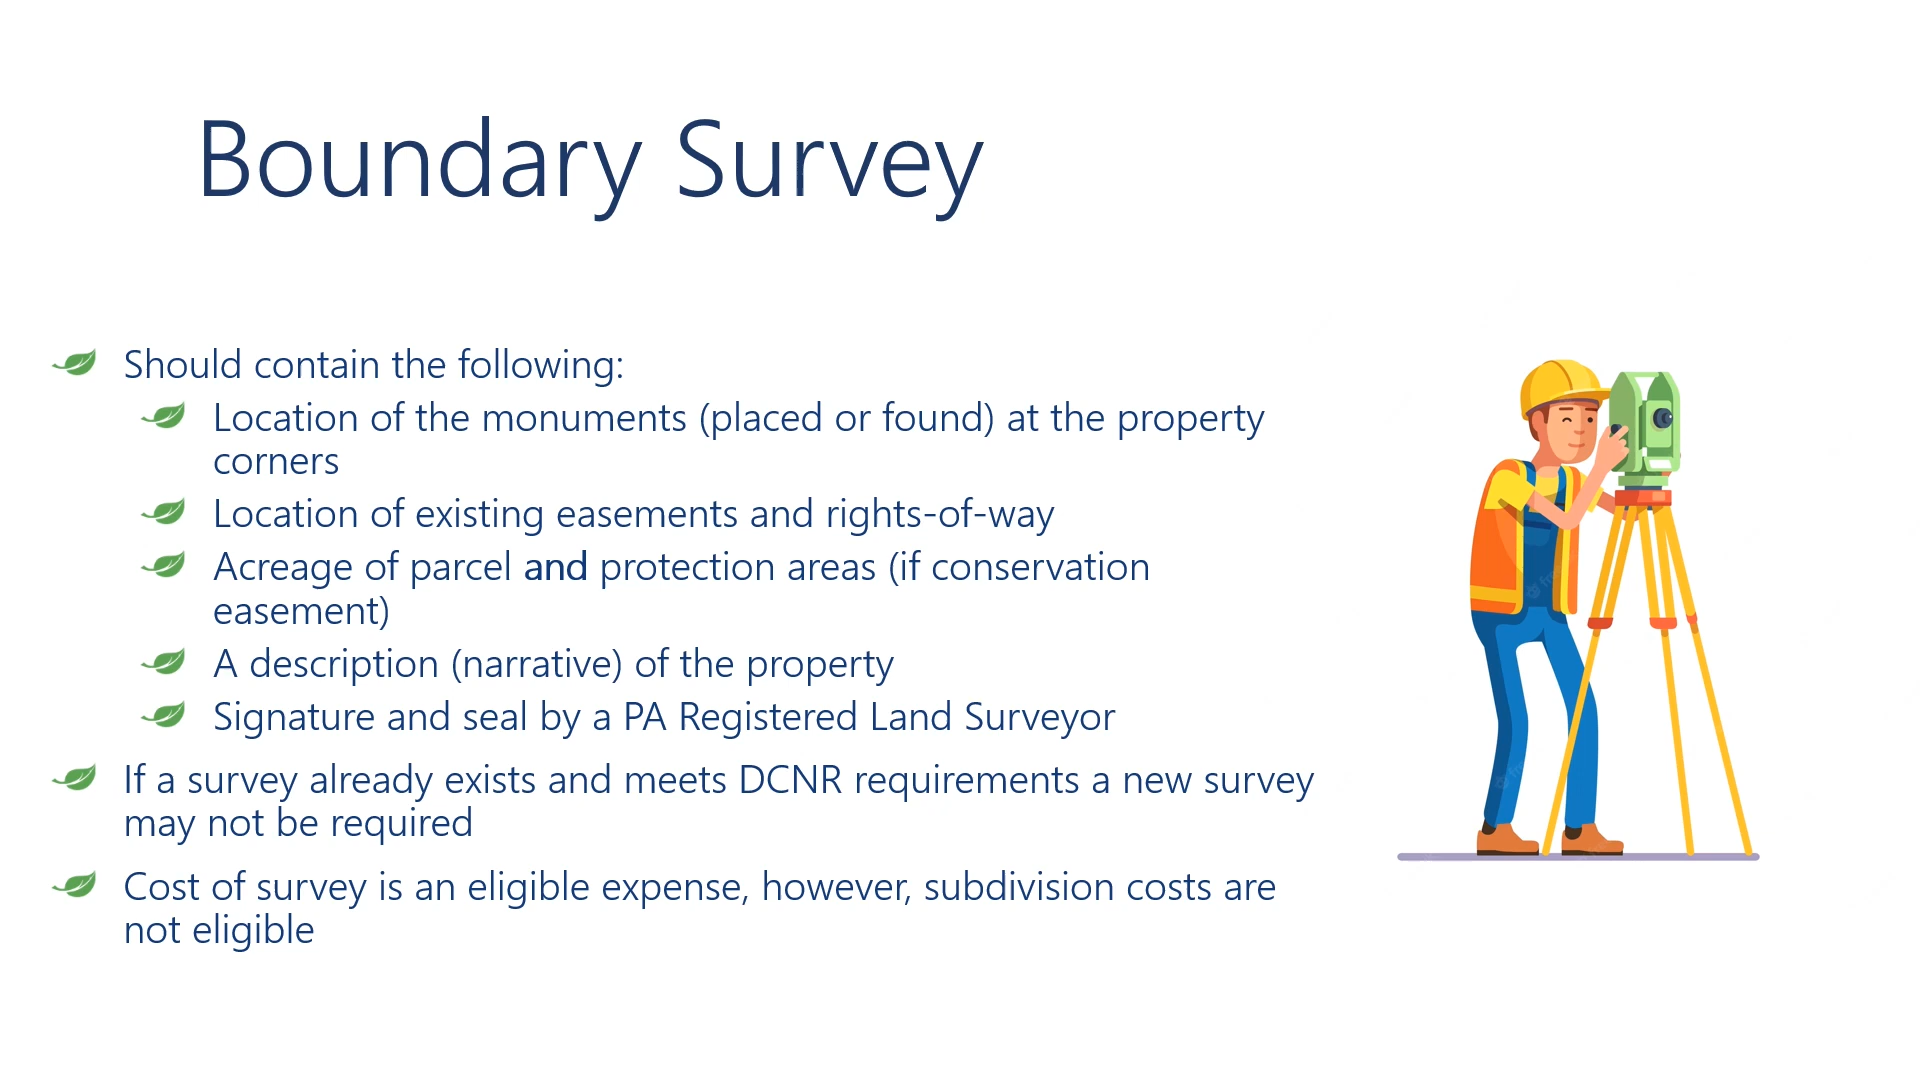 Boundary Survey
Should contain the following:
Location of the monuments (placed or found) at the property
corners
Location of existing easements and rights-of-way
Acreage of parcel and protection areas (if conservation
easement)
A description (narrative) of the property
Signature and seal by a PA Registered Land Surveyor
If a survey already exists and meets DCNR requirements a new survey
may not be required
Cost of survey is an eligible expense, however, subdivision costs are
not eligible